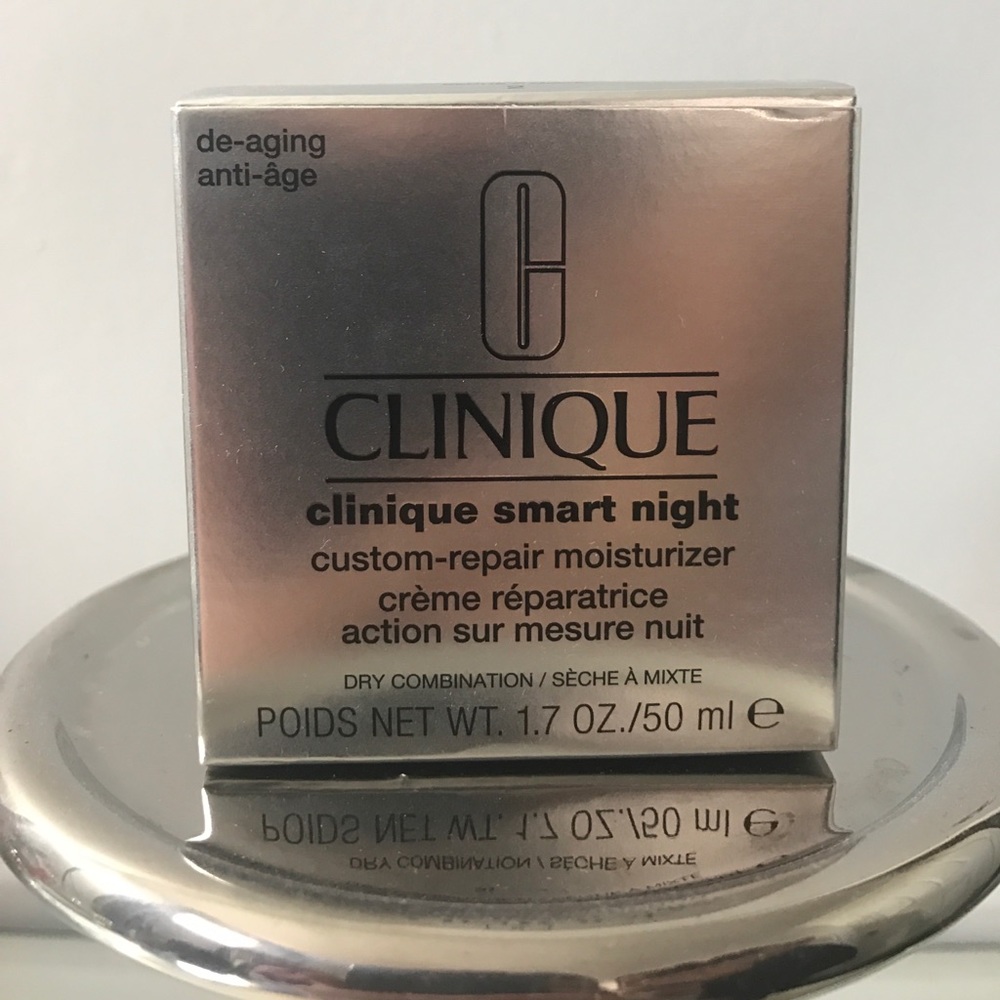 de-aging
anti-âge
CLINIQUE
clinique smart night
custom-repair moisturizer
crème réparatrice
action sur mesure nuit
DRY COMBINATION / SÈCHE À MIXTE
POIDS NET WT. 1.7 OZ./50 ml ℮